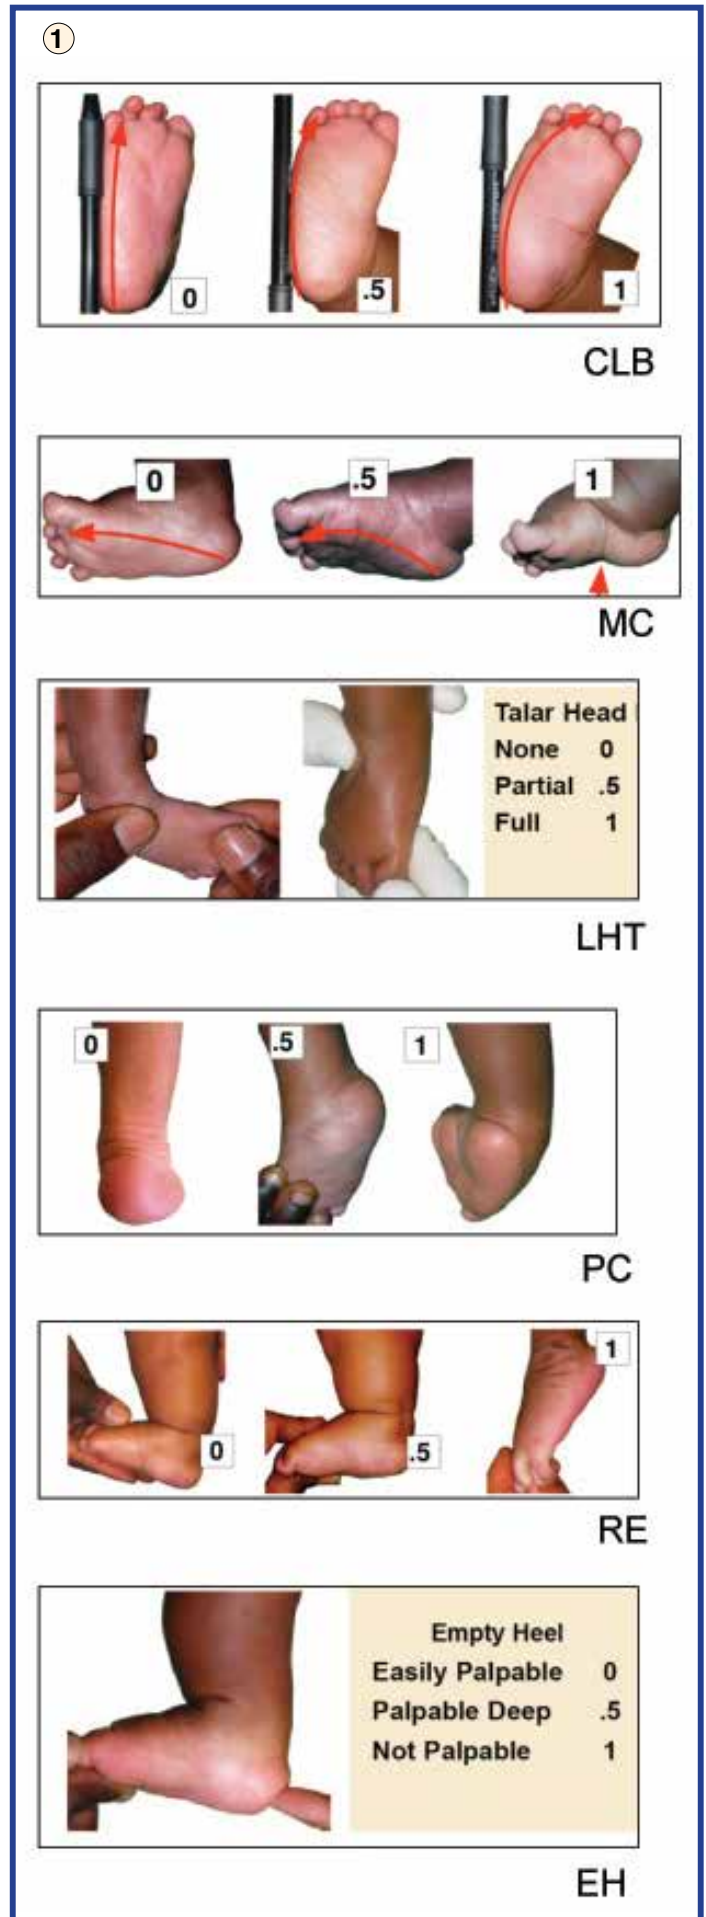 1
0 .5 1
CLB
0 .5 1
MC
Talar Head
None 0
Partial .5
Full 1
LHT
0 .5 1
PC
0 .5 1
RE
Empty Heel
Easily Palpable 0
Palpable Deep .5
Not Palpable 1
EH